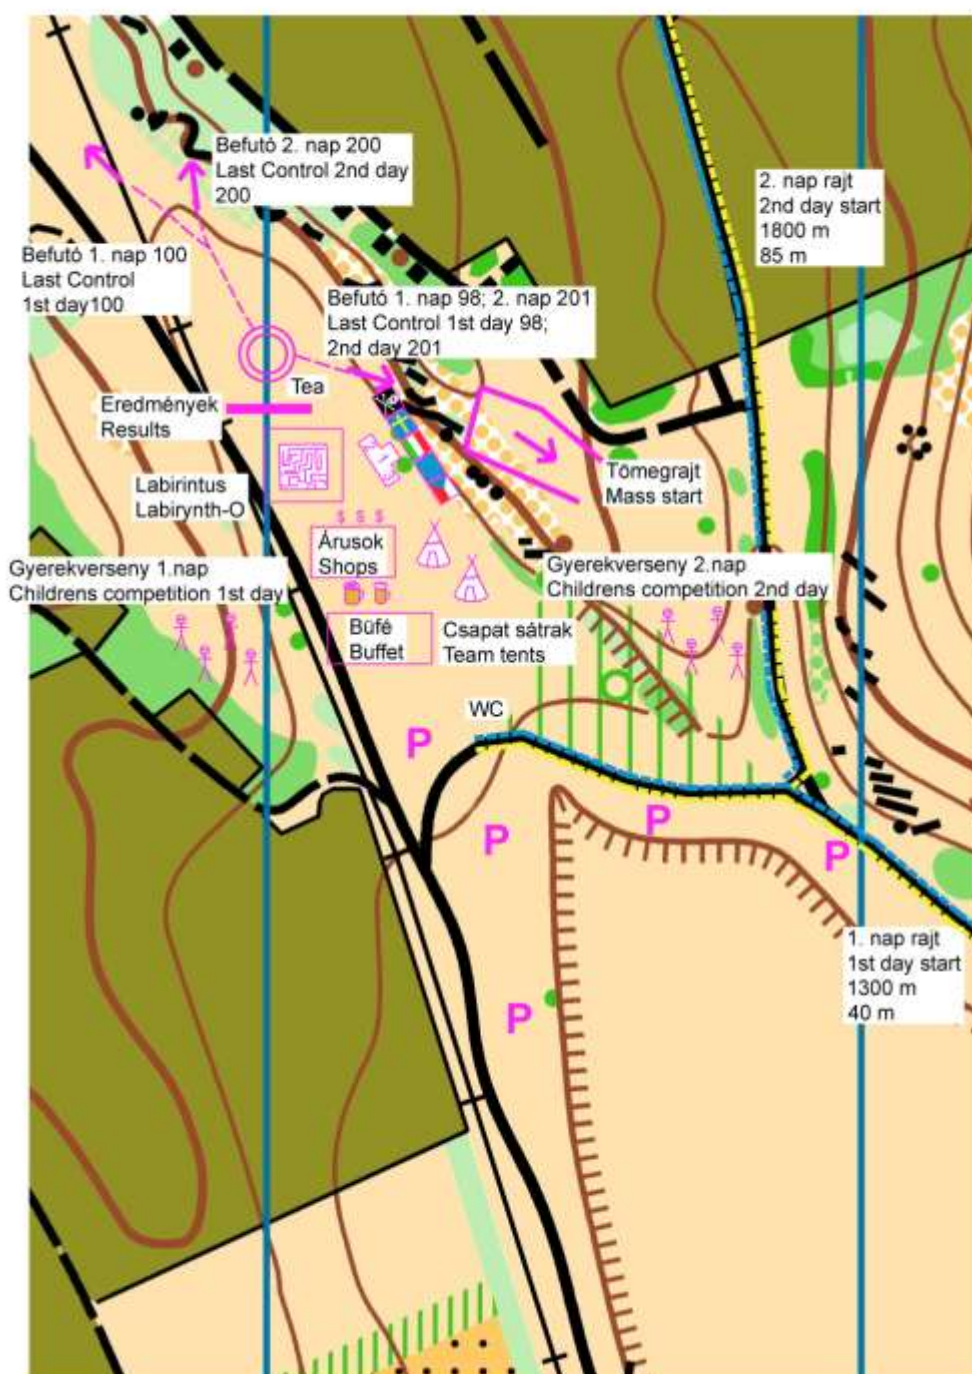 Befutó 2. nap 200
Last Control 2nd day
200
2. nap rajt
2nd day start
1800 m
85 m
Befutó 1. nap 100
Last Control
1st day100
Befutó 1. nap 98; 2. nap 201
Last Control 1st day 98;
2nd day 201
Tea
Eredmények
Results
Tömegrajt
Mass start
Labirintus
Labirynth-O
$ $ $
Árusok
Shops
Gyerekverseny 1.nap
Childrens competition 1st day
Gyerekverseny 2.nap
Childrens competition 2nd day
Büfé
Buffet
Csapat sátrak
Team tents
WC
P
P
P
P
1. nap rajt
1st day start
1300 m
40 m
P